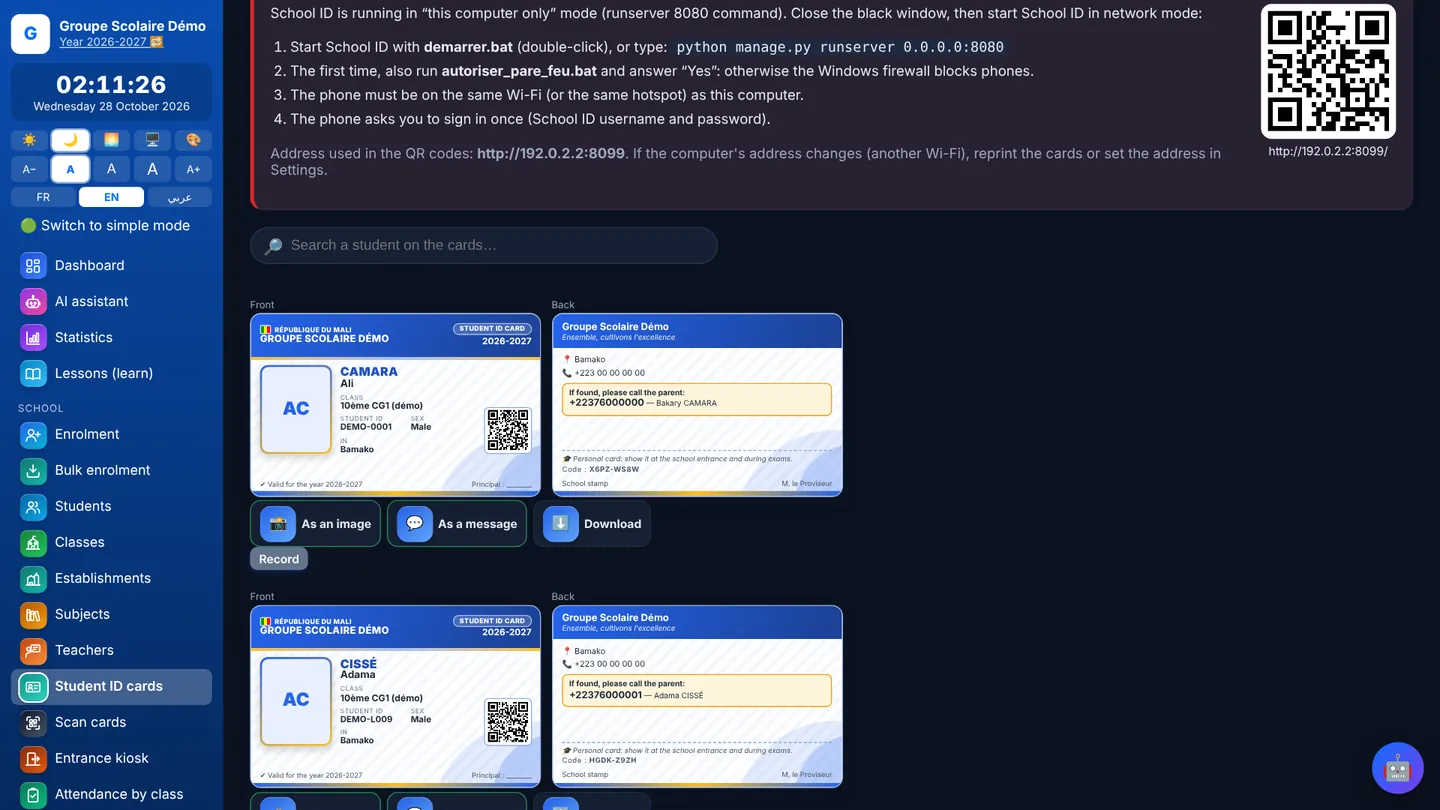 G
Groupe Scolaire Démo
Year 2026-2027
02:11:26
Wednesday 28 October 2026
A−
A
A
A
A+
FR
EN
عربي
Switch to simple mode
Dashboard
AI assistant
Statistics
Lessons (learn)
SCHOOL
Enrolment
Bulk enrolment
Students
Classes
Establishments
Subjects
Teachers
Student ID cards
Scan cards
Entrance kiosk
Attendance by class
School ID is running in “this computer only” mode (runserver 8080 command). Close the black window, then start School ID in network mode:
1. Start School ID with demarrer.bat (double-click), or type: python manage.py runserver 0.0.0.0:8080
2. The first time, also run autoriser_pare_feu.bat and answer “Yes”: otherwise the Windows firewall blocks phones.
3. The phone must be on the same Wi-Fi (or the same hotspot) as this computer.
4. The phone asks you to sign in once (School ID username and password).
Address used in the QR codes: http://192.0.2.2:8099. If the computer's address changes (another Wi-Fi), reprint the cards or set the address in
Settings.
http://192.0.2.2:8099/
Search a student on the cards…
Front
RÉPUBLIQUE DU MALI
GROUPE SCOLAIRE DÉMO
STUDENT ID CARD
2026-2027
AC
CAMARA
Ali
CLASS
10ème CG1 (démo)
STUDENT ID
SEX
DEMO-0001
Male
IN
Bamako
✔ Valid for the year 2026-2027
Principal : ______
Back
Groupe Scolaire Démo
Ensemble, cultivons l'excellence
Bamako
+223 00 00 00 00
If found, please call the parent:
+22376000000 — Bakary CAMARA
Personal card: show it at the school entrance and during exams.
Code : X6PZ-WS8W
School stamp
M. le Proviseur
As an image
As a message
Download
Record
Front
RÉPUBLIQUE DU MALI
GROUPE SCOLAIRE DÉMO
STUDENT ID CARD
2026-2027
AC
CISSÉ
Adama
CLASS
10ème CG1 (démo)
STUDENT ID
SEX
DEMO-L009
Male
IN
Bamako
✔ Valid for the year 2026-2027
Principal : ______
Back
Groupe Scolaire Démo
Ensemble, cultivons l'excellence
Bamako
+223 00 00 00 00
If found, please call the parent:
+22376000001 — Adama CISSÉ
Personal card: show it at the school entrance and during exams.
Code : HGDK-Z9ZH
School stamp
M. le Proviseur